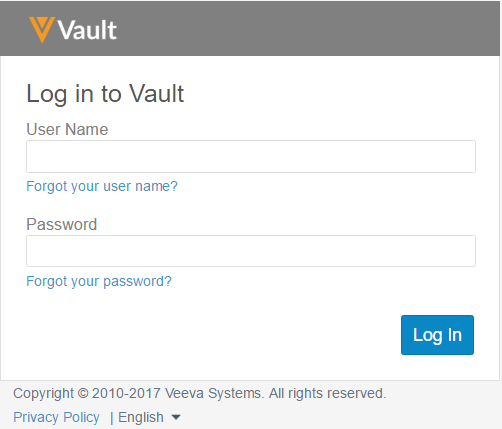 Vault
Log in to Vault
User Name
Forgot your user name?
Password
Forgot your password?
Log In
Copyright © 2010-2017 Veeva Systems. All rights reserved.
Privacy Policy | English